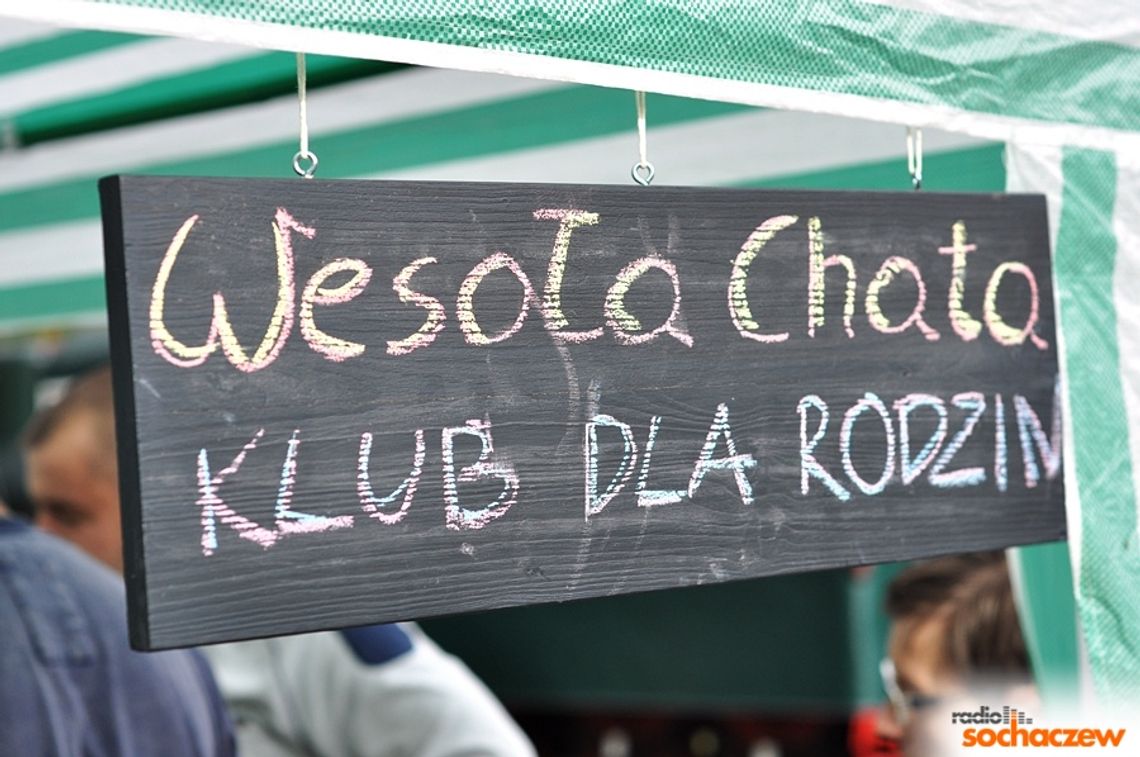 Wesoła Chata
KLUB DLA RODZIN
radio
sochaczew